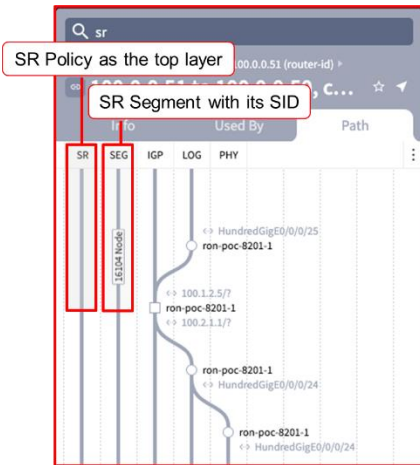 sr
SR Policy as the top layer
100.0.0.51 (router-id)
SR Segment with its SID
c...
Info
Used By
Path
SR SEG IGP LOG PHY
HundredGigE0/0/0/25
ron-poc-8201-1
16104 Node
100.1.2.5/?
ron-poc-8201-1
100.2.1.1/?
ron-poc-8201-1
HundredGigE0/0/0/24
ron-poc-8201-1
HundredGigE0/0/0/24